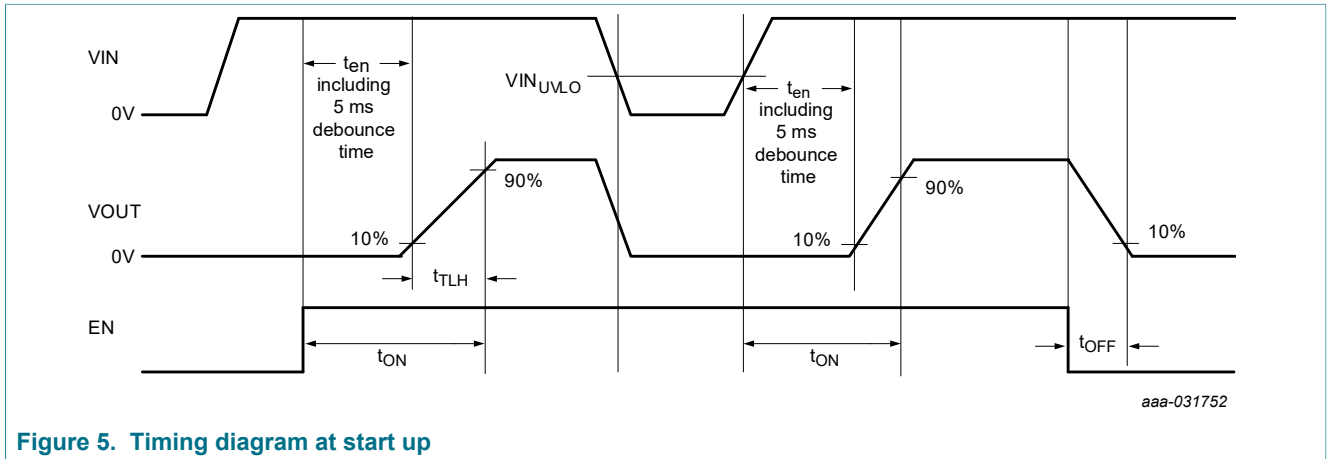 VIN
0V
ten
including
5 ms
debounce
time
VINUVLO
ten
including
5 ms
debounce
time
VOUT
0V
10%
90%
tTLH
10%
90%
10%
EN
tON
tON
tOFF
aaa-031752
Figure 5. Timing diagram at start up